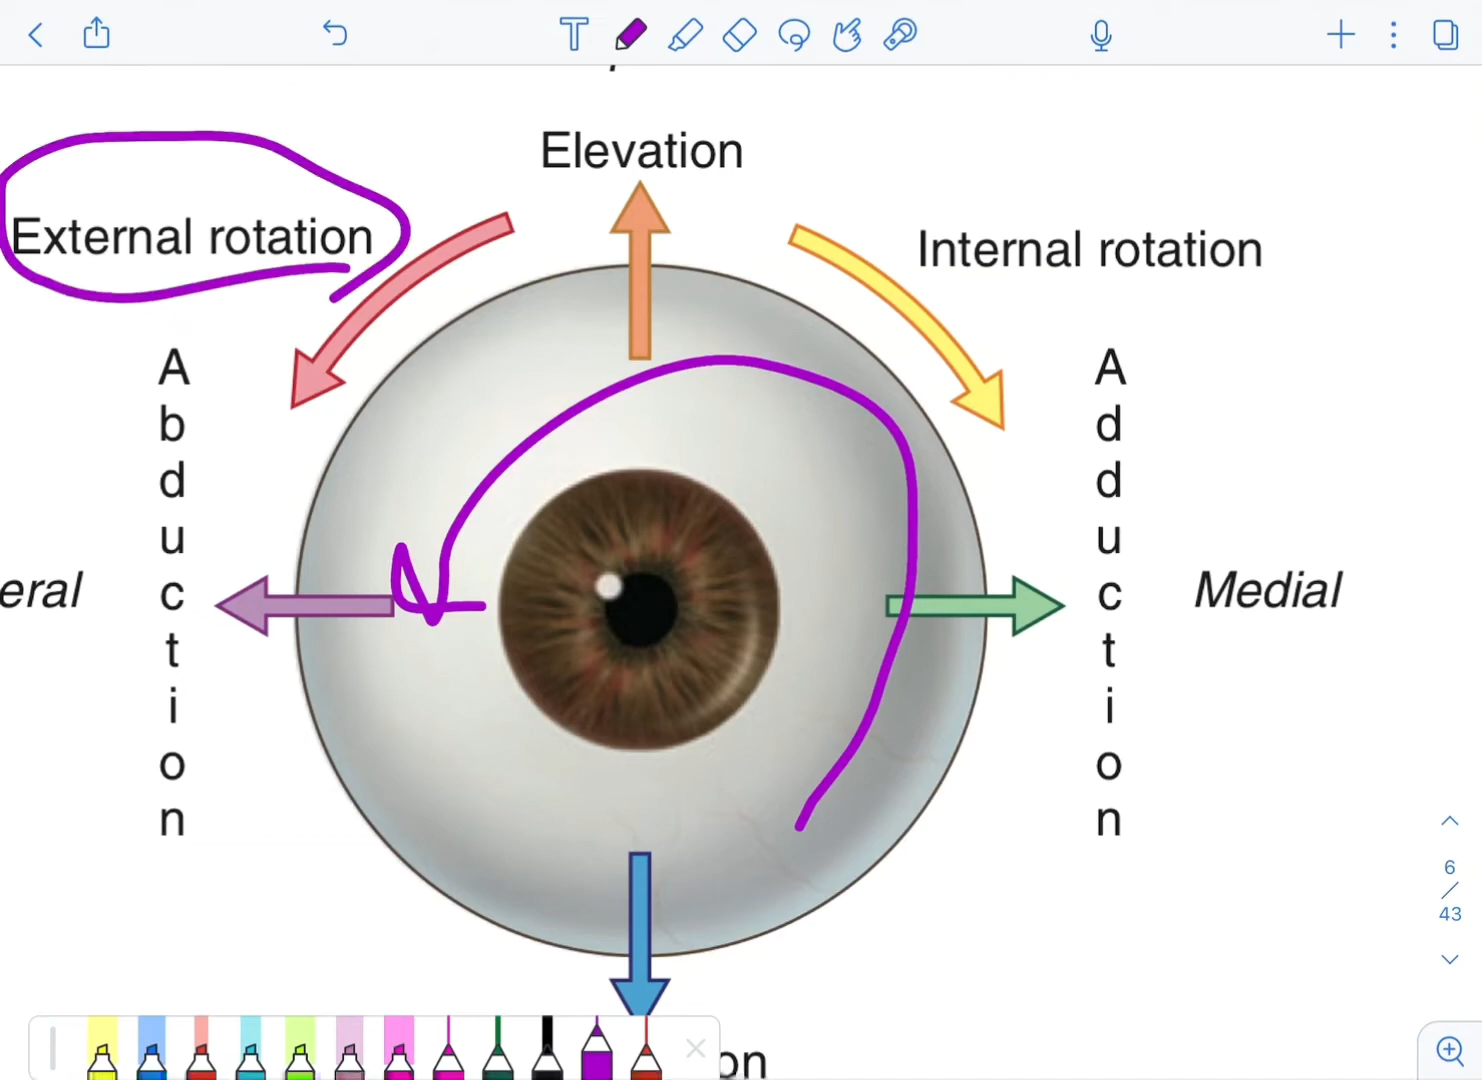 Elevation
External rotation
Internal rotation
Abduction
Adduction
eral
Medial
on
6
/
43